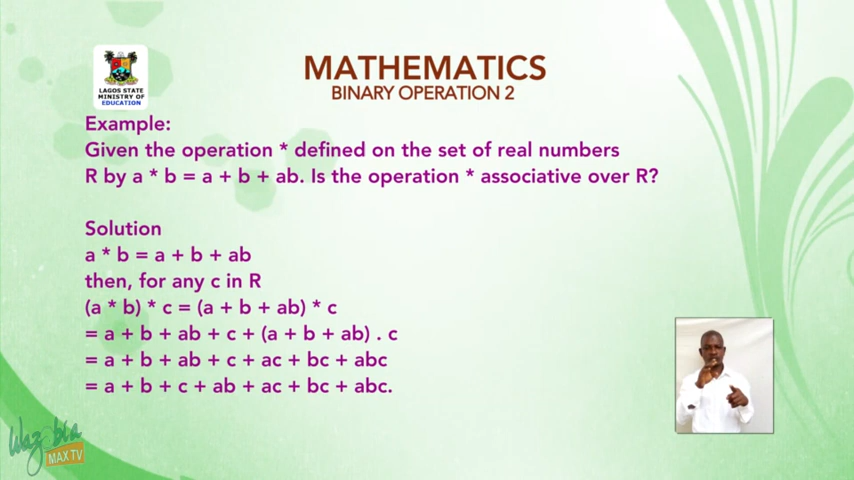 LAGOS STATE
MINISTRY OF
EDUCATION
MATHEMATICS
BINARY OPERATION 2
Example:
Given the operation * defined on the set of real numbers
R by a * b = a + b + ab. Is the operation * associative over R?
Solution
a * b = a + b + ab
then, for any c in R
(a * b) * c = (a + b + ab) * c
= a + b + ab + c + (a + b + ab) . c
= a + b + ab + c + ac + bc + abc
= a + b + c + ab + ac + bc + abc.
Wazobia
MAX TV